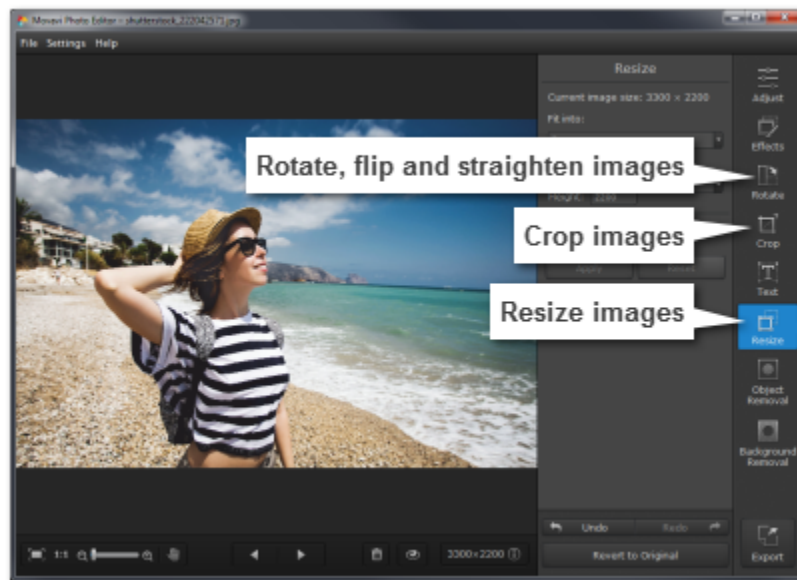 Movavi Photo Editor - shutterstock_222042571.jpg
File Settings Help
Resize
Current image size: 3300 × 2200
Fit into:
Rotate, flip and straighten images
Height: 2200
Crop images
Apply Reset
Resize images
Adjust
Effects
Rotate
Crop
Text
Resize
Object
Removal
Background
Removal
1:1
3300×2200
Undo Redo
Revert to Original
Export